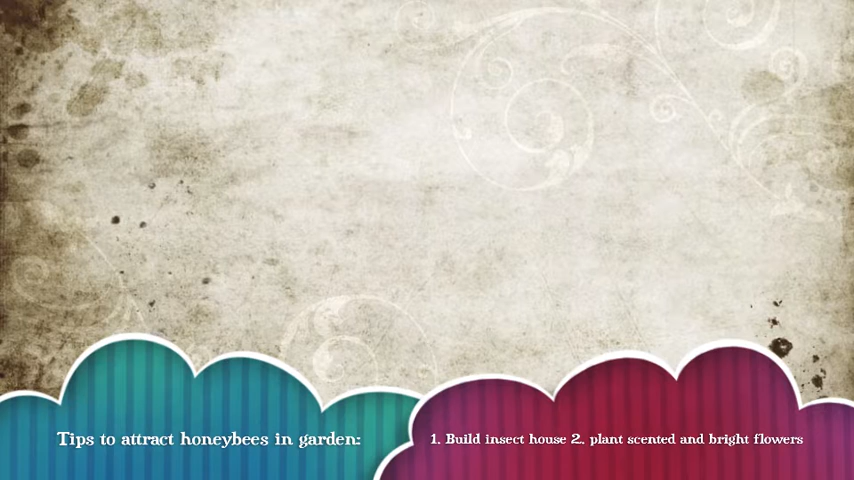 Tips to attract honeybees in garden:
1. Build insect house 2. plant scented and bright flowers